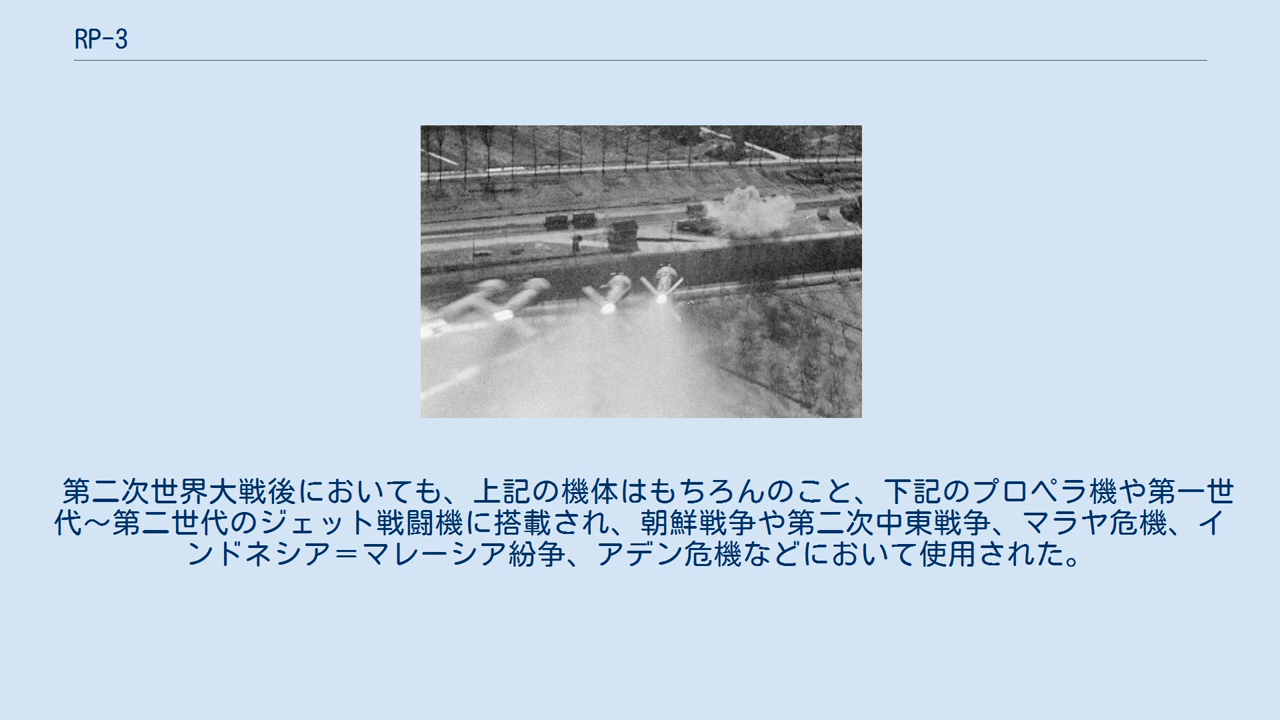 RP-3
第二次世界大戦後においても、上記の機体はもちろんのこと、下記のプロペラ機や第一世
代～第二世代のジェット戦闘機に搭載され、朝鮮戦争や第二次中東戦争、マラヤ危機、イ
ンドネシア＝マレーシア紛争、アデン危機などにおいて使用された。